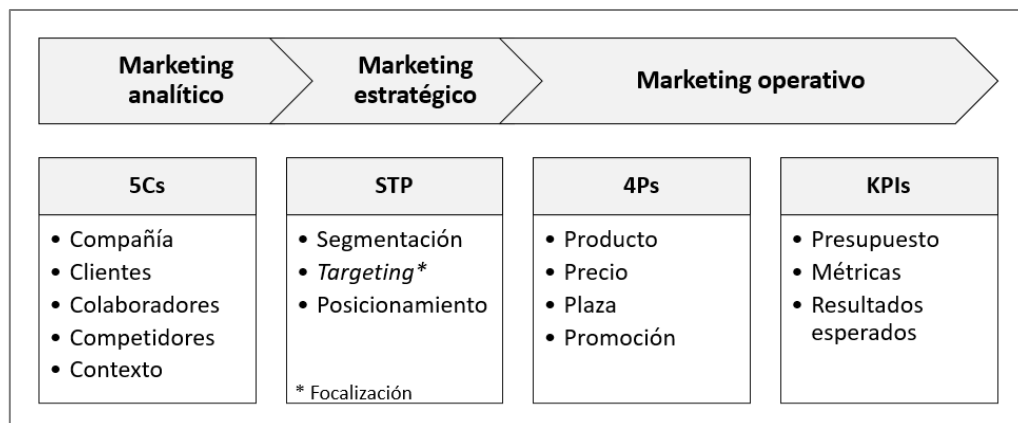 Marketing
analítico
Marketing
estratégico
Marketing operativo
5Cs
• Compañía
• Clientes
• Colaboradores
• Competidores
• Contexto
STP
• Segmentación
• Targeting*
• Posicionamiento
* Focalización
4Ps
• Producto
• Precio
• Plaza
• Promoción
KPIs
• Presupuesto
• Métricas
• Resultados
esperados